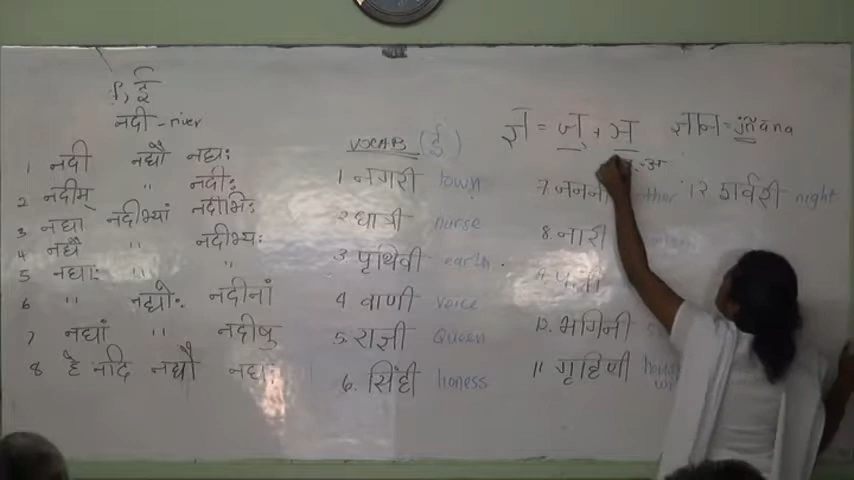 ई
नदी - river
1 नदी नद्यौ नद्यः
2 नदीम् " नदीः
3 नद्या नदीभ्यां नदीभिः
4 नद्यै " नदीभ्यः
5 नद्याः " "
6 " नद्योः नदीनां
7 नद्यां " नदीषु
8 हे नदि नद्यौ नद्यः
VOCABS (ई)
1. नगरी town
2. धात्री nurse
3. पृथिवी earth
4. वाणी voice
5. राज्ञी Queen
6. सिंही lioness
ज्ञ = ज् + ञ
ज्ञान = jñāna
7. जननी
8. नारी
10. भगिनी
11 गृहिणी
12 शर्वरी night